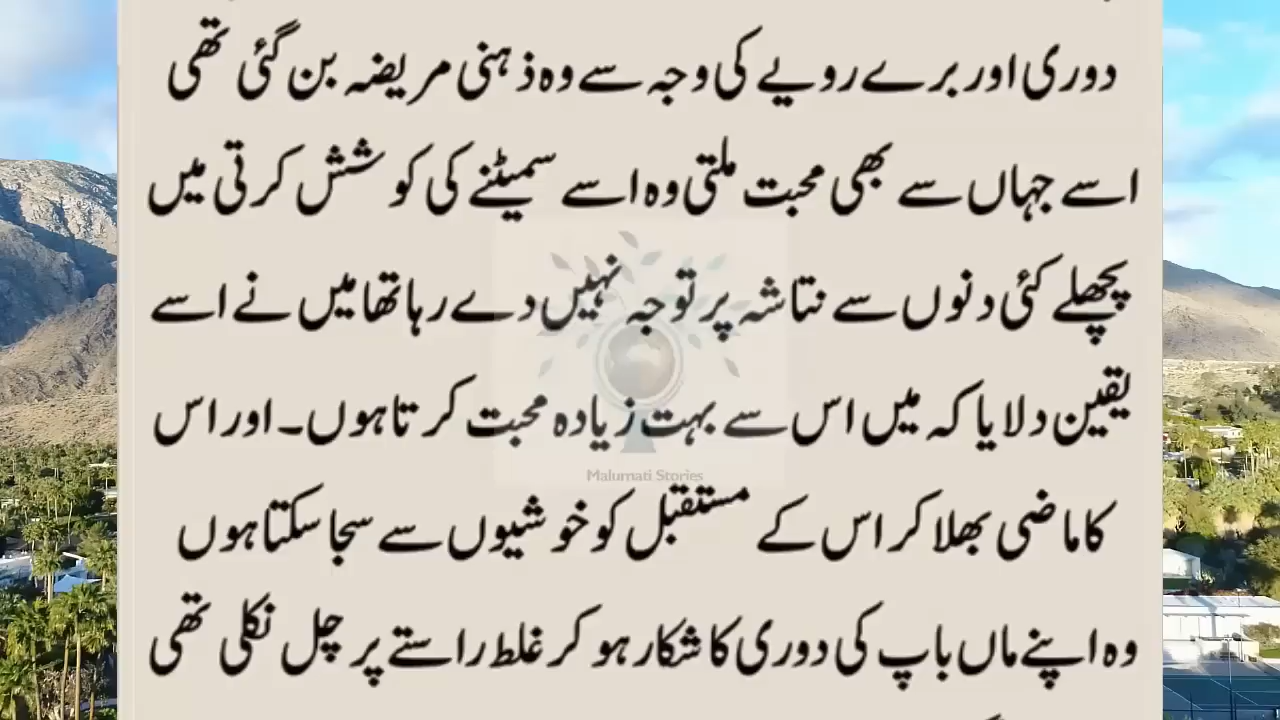 دوری اور برے رویے کی وجہ سے وہ ذہنی مریضہ بن گئی تھی
اسے جہاں سے بھی محبت ملتی وہ اسے سمیٹنے کی کوشش کرتی میں
پچھلے کئی دنوں سے نتاشہ پر توجہ نہیں دے رہا تھا میں نے اسے
یقین دلایا کہ میں اس سے بہت زیادہ محبت کرتا ہوں۔ اور اس
Malumati Stories
کا ماضی بھلا کر اس کے مستقبل کو خوشیوں سے سجا سکتا ہوں
وہ اپنے ماں باپ کی دوری کا شکار ہو کر غلط راستے پر چل نکلی تھی